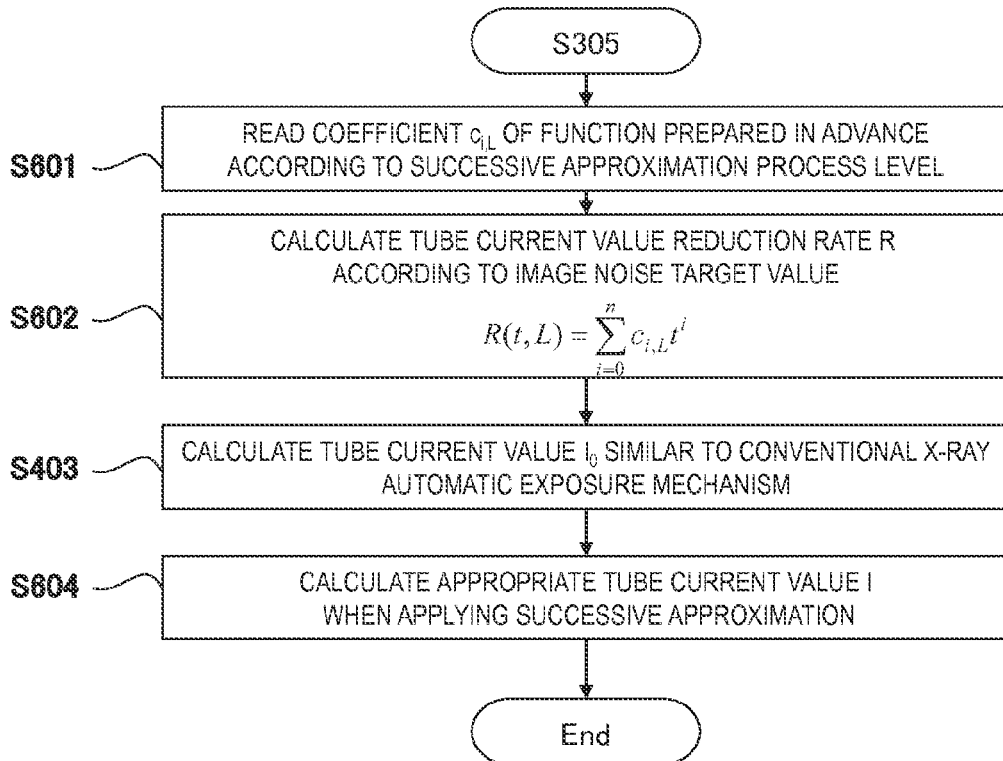 S305
S601
READ COEFFICIENT c_{i,L} OF FUNCTION PREPARED IN ADVANCE
ACCORDING TO SUCCESSIVE APPROXIMATION PROCESS LEVEL
S602
CALCULATE TUBE CURRENT VALUE REDUCTION RATE R
ACCORDING TO IMAGE NOISE TARGET VALUE
R(t, L) = \sum_{i=0}^{n} c_{i,L} t^i
S403
CALCULATE TUBE CURRENT VALUE I_0 SIMILAR TO CONVENTIONAL X-RAY
AUTOMATIC EXPOSURE MECHANISM
S604
CALCULATE APPROPRIATE TUBE CURRENT VALUE I
WHEN APPLYING SUCCESSIVE APPROXIMATION
End